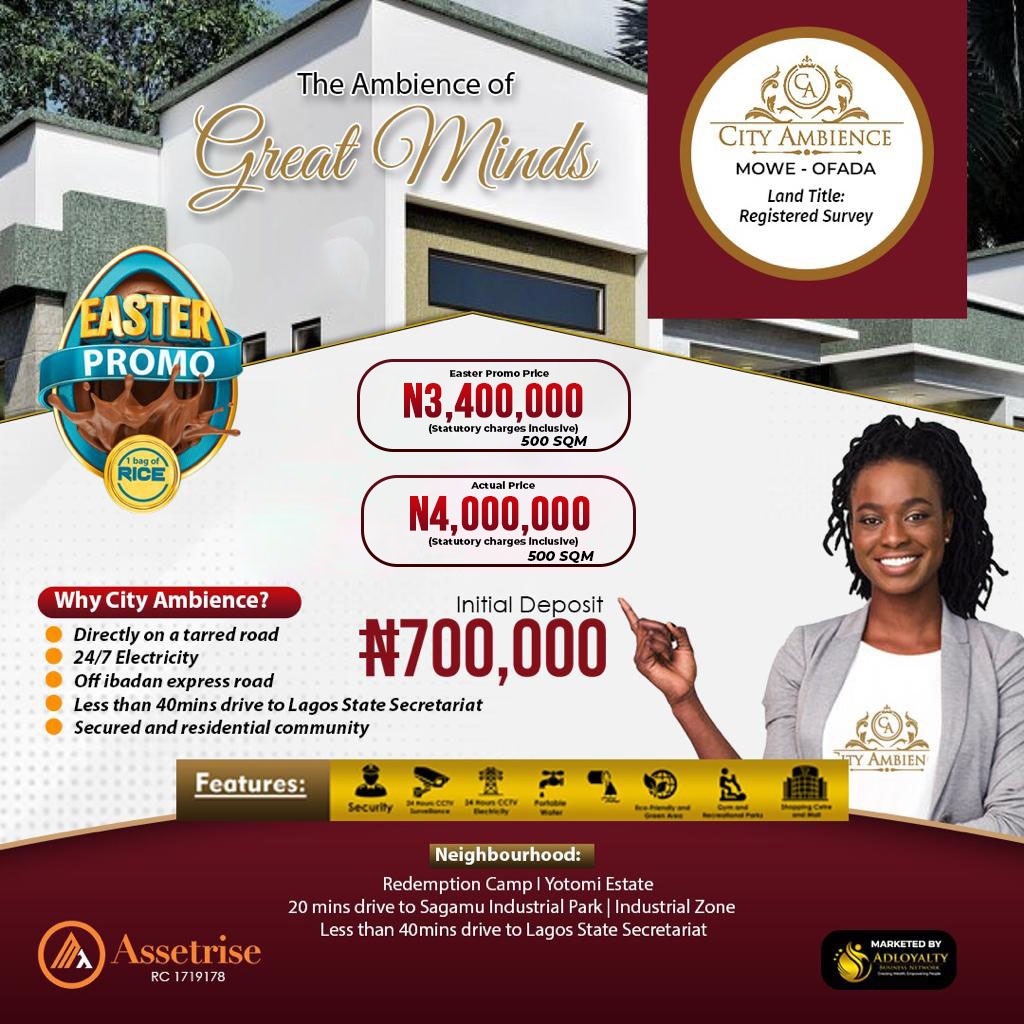 The Ambience of
Great Minds
CA
CITY AMBIENCE
MOWE - OFADA
Land Title:
Registered Survey
EASTER
PROMO
1 bag of
RICE
Easter Promo Price
N3,400,000
(Statutory charges inclusive)
500 SQM
Actual Price
N4,000,000
(Statutory charges inclusive)
500 SQM
Initial Deposit
₦700,000
Why City Ambience?
Directly on a tarred road
24/7 Electricity
Off ibadan express road
Less than 40mins drive to Lagos State Secretariat
Secured and residential community
CA
ITY AMBIEN
Features:
Security
24 Hours CCTV
Surveillance
24 Hours CCTV
Electricity
Portable
Water
Eco-Friendly and
Green Area
Gym and
Recreational Parks
Shopping Cetre
and Mall
Neighbourhood:
Redemption Camp | Yotomi Estate
20 mins drive to Sagamu Industrial Park | Industrial Zone
Less than 40mins drive to Lagos State Secretariat
Assetrise
RC 1719178
MARKETED BY
ADLOYALTY
BUSINESS NETWORK
Creating Wealth, Empowering People